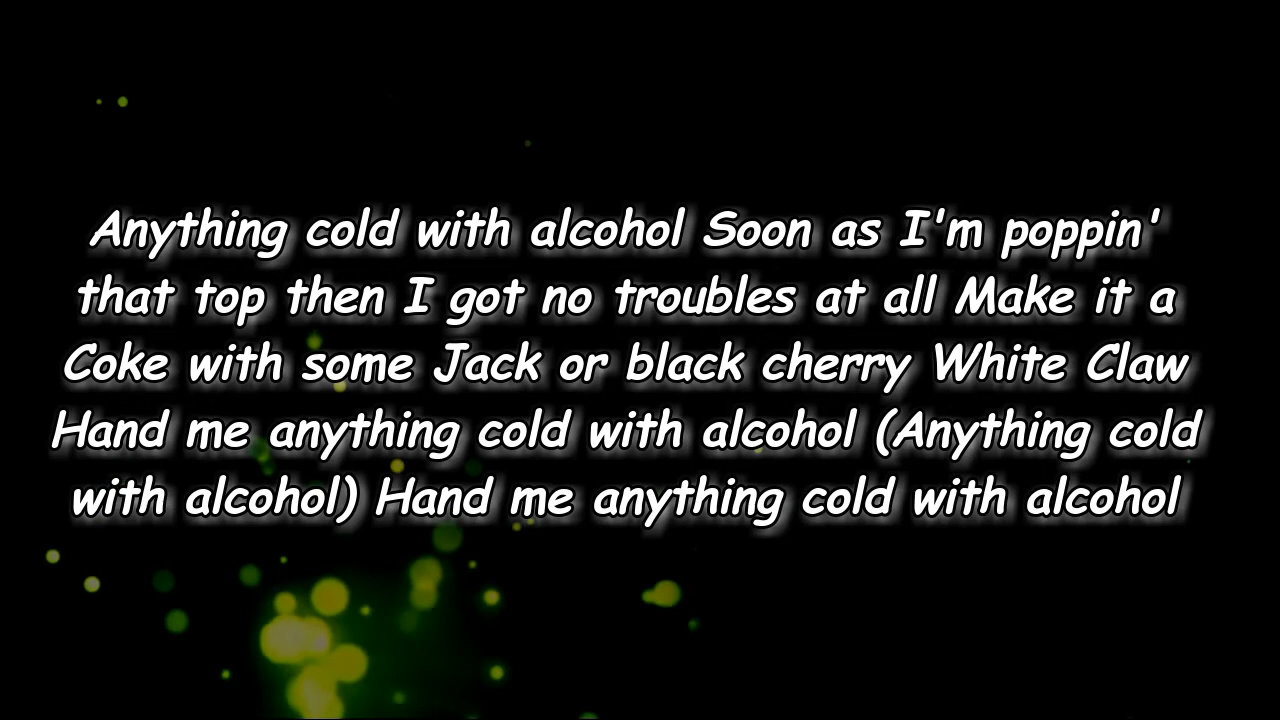 Anything cold with alcohol Soon as I'm poppin'
that top then I got no troubles at all Make it a
Coke with some Jack or black cherry White Claw
Hand me anything cold with alcohol (Anything cold
with alcohol) Hand me anything cold with alcohol